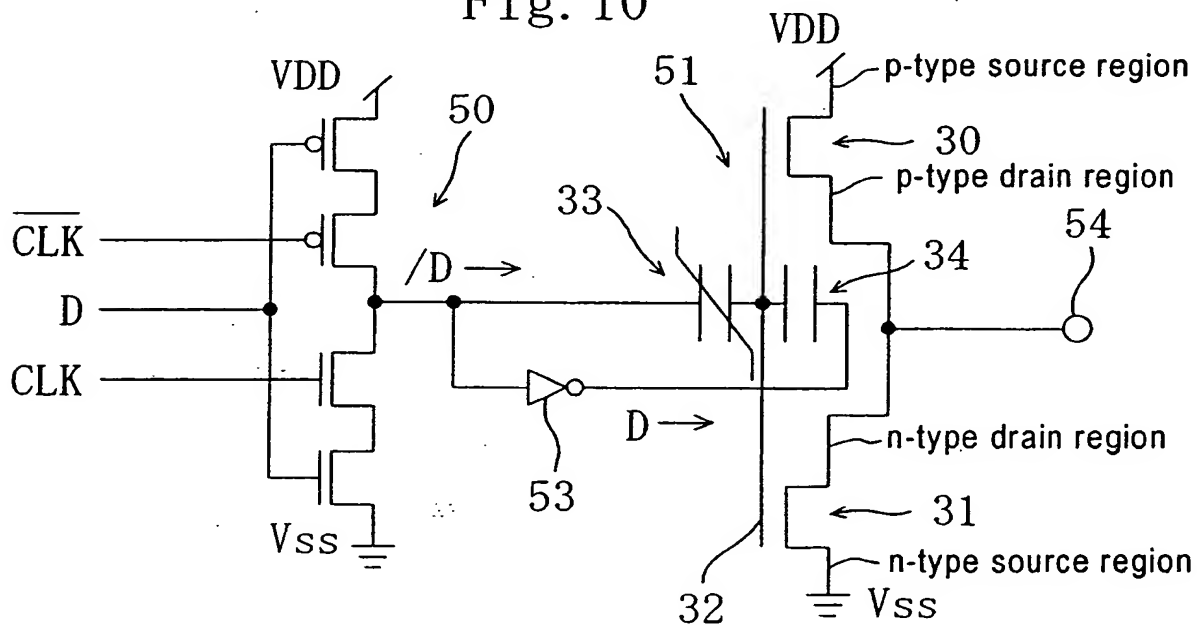 Fig. 10
VDD
VDD
p-type source region
51
50
30
p-type drain region
33
54
CLK
/D
34
D
CLK
D
n-type drain region
53
31
Vss
n-type source region
32
Vss